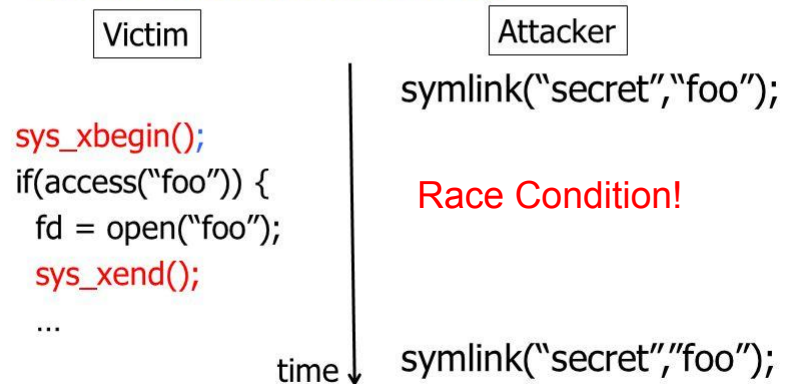 Victim
Attacker
symlink(“secret”,“foo”);
sys_xbegin();
if(access(“foo”)) {
fd = open(“foo”);
sys_xend();
…
Race Condition!
time
symlink(“secret”,”foo”);